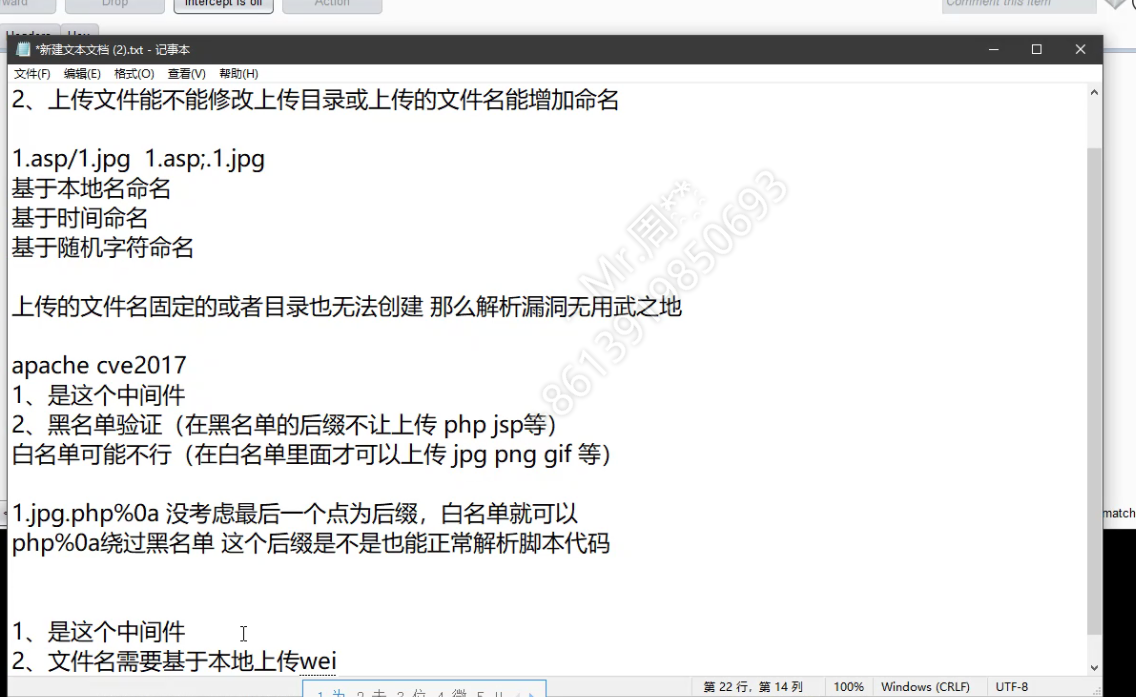 Drop
Intercept is off
Action
Comment this item
*新建文本文档 (2).txt - 记事本
文件(F) 编辑(E) 格式(O) 查看(V) 帮助(H)
2、上传文件能不能修改上传目录或上传的文件名能增加命名
1.asp/1.jpg 1.asp;.1.jpg
基于本地名命名
基于时间命名
基于随机字符命名
上传的文件名固定的或者目录也无法创建 那么解析漏洞无用武之地
apache cve2017
1、是这个中间件
2、黑名单验证（在黑名单的后缀不让上传 php jsp等）
白名单可能不行（在白名单里面才可以上传 jpg png gif 等）
1.jpg.php%0a 没考虑最后一个点为后缀，白名单就可以
match
php%0a绕过黑名单 这个后缀是不是也能正常解析脚本代码
1、是这个中间件
2、文件名需要基于本地上传wei
第 22 行，第 14 列 100% Windows (CRLF) UTF-8
Mr.周**
8613919850693